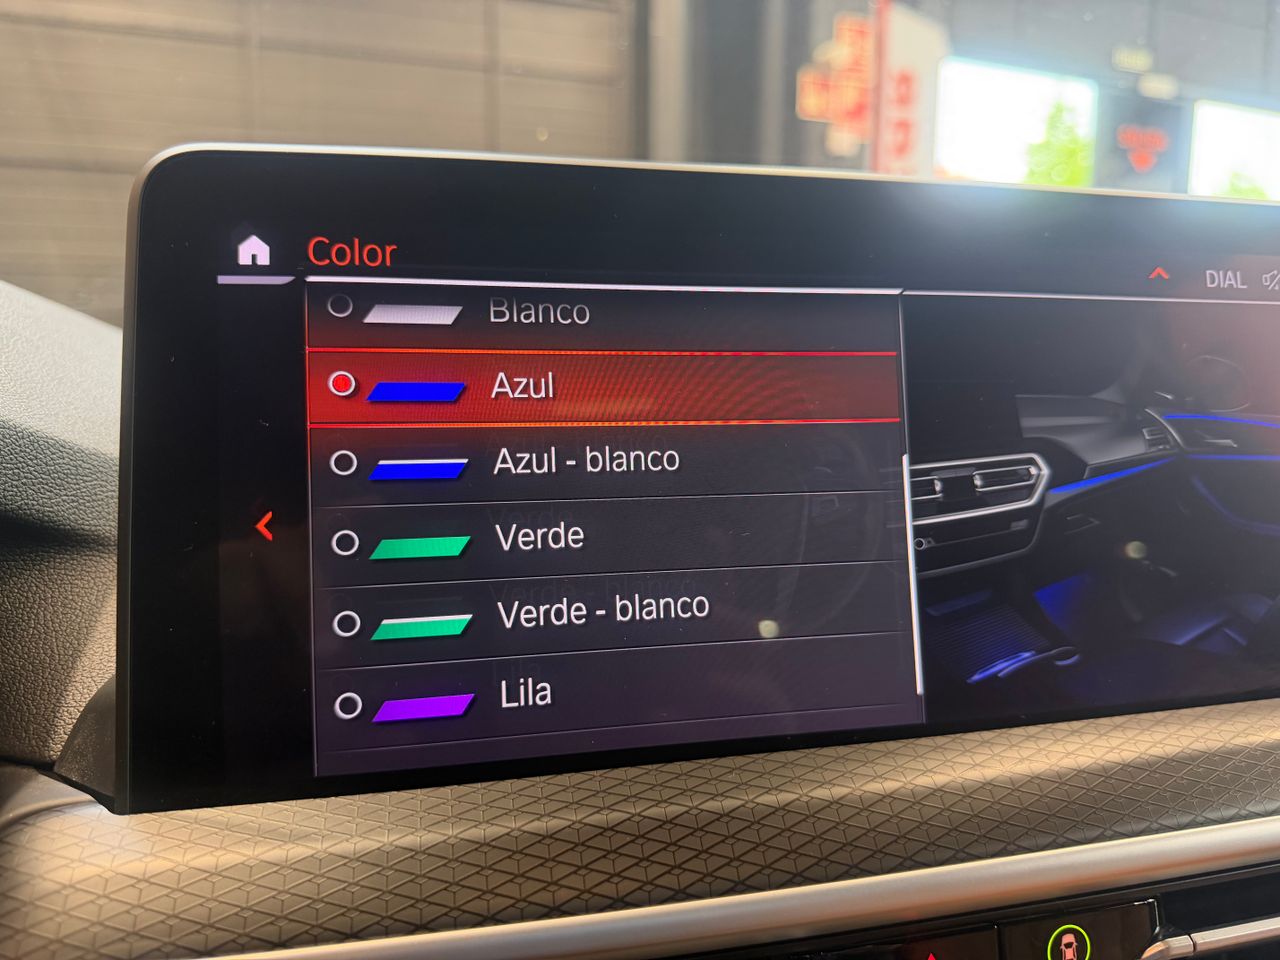 Color
DIAL
Blanco
Azul
Azul - blanco
Verde
Verde - blanco
Lila